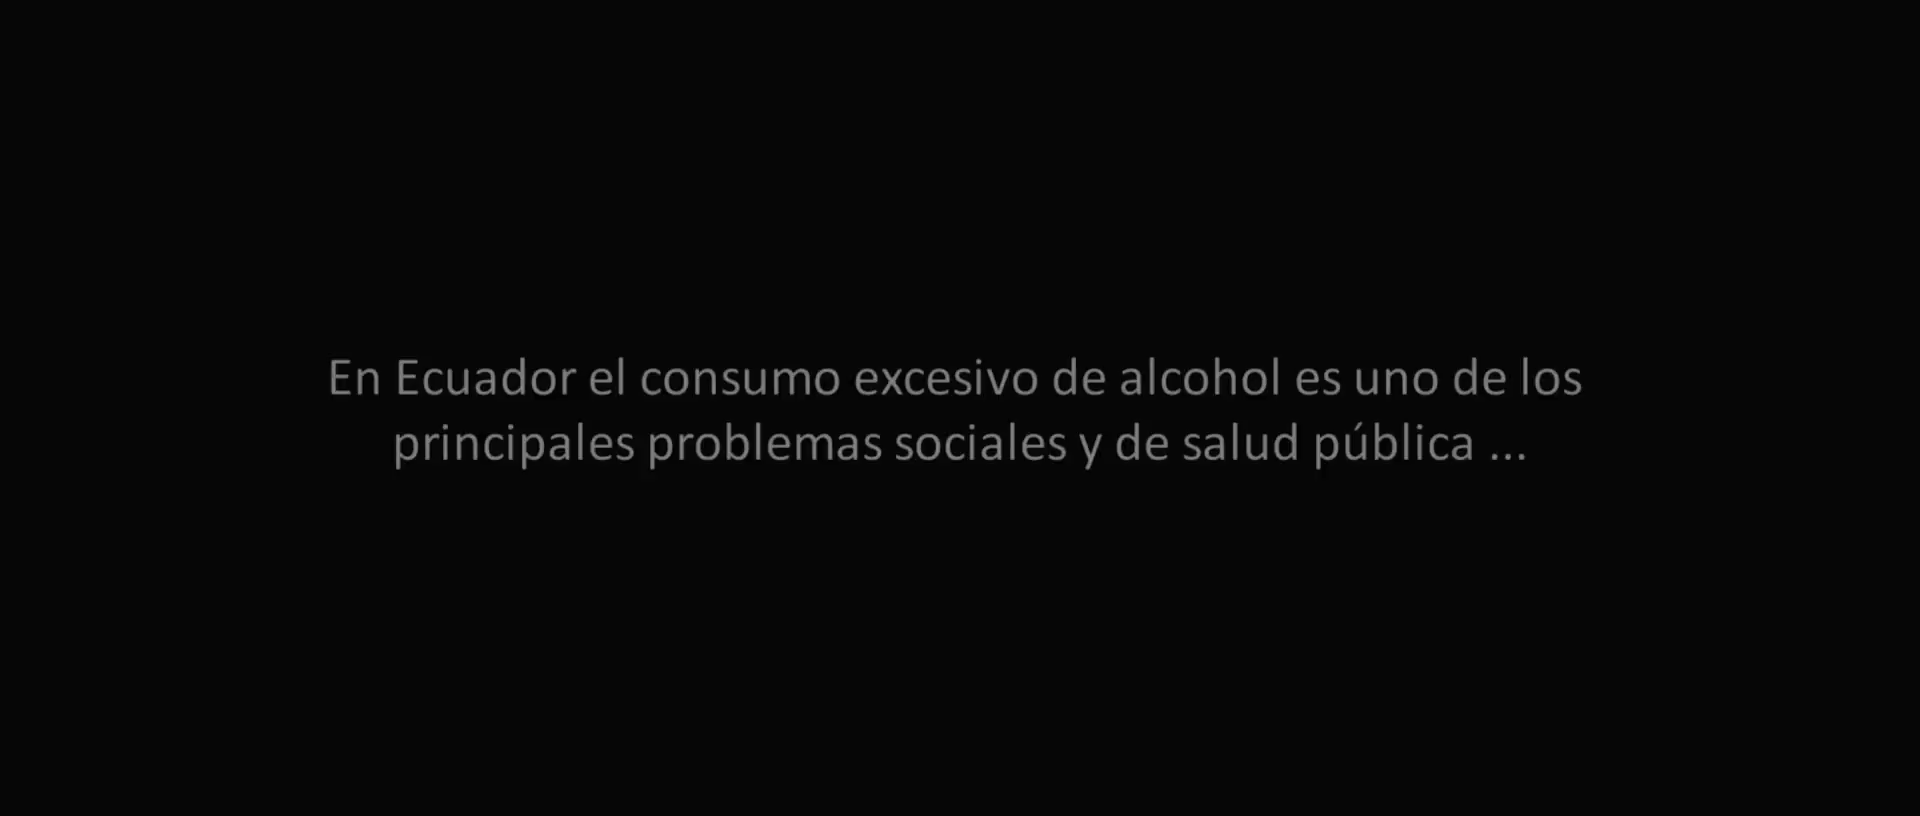 En Ecuador el consumo excesivo de alcohol es uno de los
principales problemas sociales y de salud pública ...